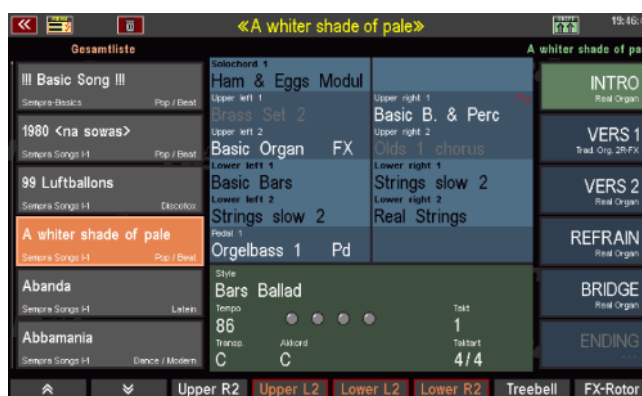 «A whiter shade of pale»
19:46:
Gesamtliste
A whiter shade of pa
!!! Basic Song !!!
Sempra-Basics Pop / Beat
1980 <na sowas>
Sempra Songs I-1 Pop / Beat
99 Luftballons
Sempra Songs I-1 Discofox
A whiter shade of pale
Sempra Songs I-1 Pop / Beat
Abanda
Sempra Songs I-1 Latein
Abbamania
Sempra Songs I-1 Dance / Modern
Solochord 1
Ham & Eggs Modul
Upper left 1
Brass Set 2
Upper right 1
Basic B. & Perc
Upper left 2
Basic Organ FX
Upper right 2
Olds 1 chorus
Lower left 1
Basic Bars
Lower right 1
Strings slow 2
Lower left 2
Strings slow 2
Lower right 2
Real Strings
Pedal 1
Orgelbass 1 Pd
Style
Bars Ballad
Tempo
86
Takt
1
Transp.
C
Akkord
C
Taktart
4/4
INTRO
Real Organ
VERS 1
Trad. Org. 2R-FX
VERS 2
Real Organ
REFRAIN
Real Organ
BRIDGE
Real Organ
ENDING
---
Upper R2 Upper L2 Lower L2 Lower R2 Treebell FX-Rotor